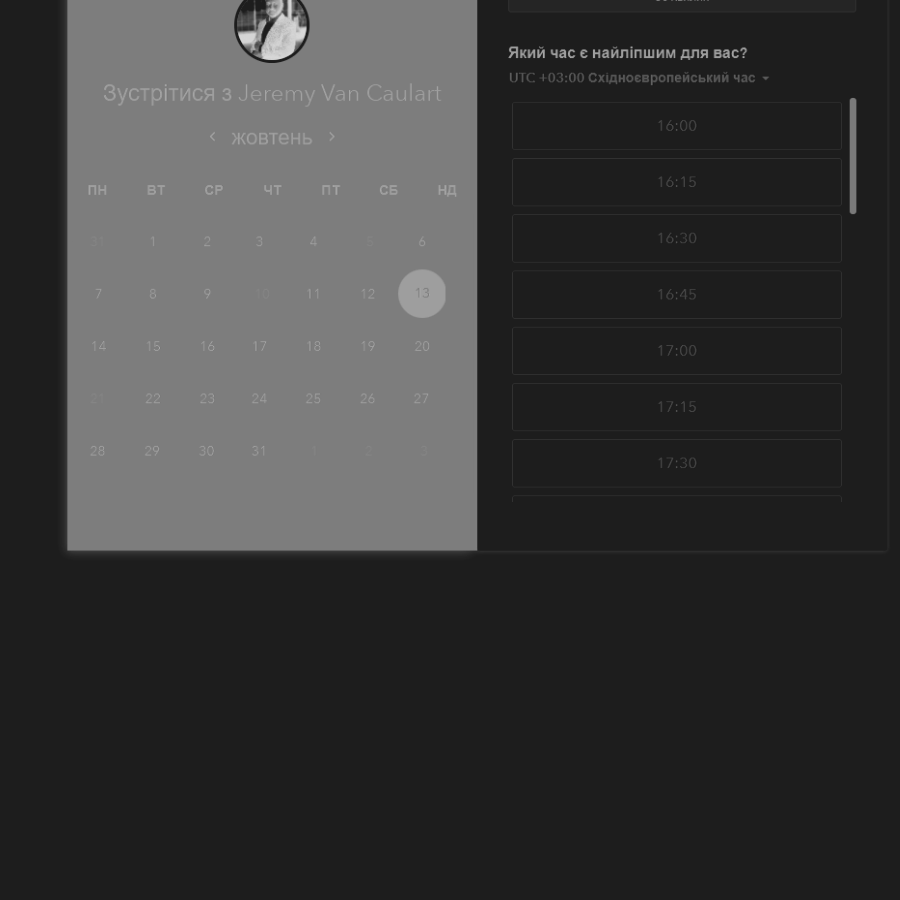 Зустрітися з Jeremy Van Caulart
жовтень
ПН ВТ СР ЧТ ПТ СБ НД
31 1 2 3 4 5 6
7 8 9 10 11 12 13
14 15 16 17 18 19 20
21 22 23 24 25 26 27
28 29 30 31 1 2 3
Який час є найліпшим для вас?
UTC +03:00 Східноєвропейський час
16:00
16:15
16:30
16:45
17:00
17:15
17:30